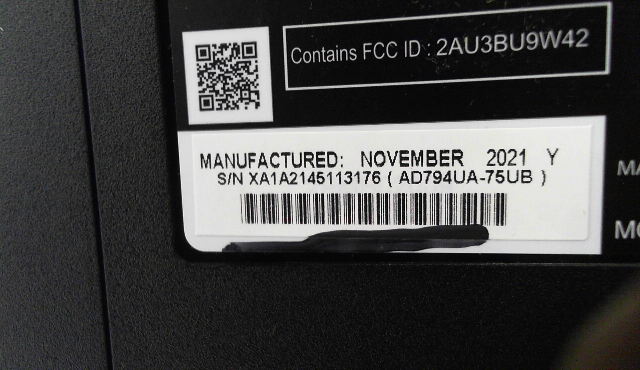 Contains FCC ID : 2AU3BU9W42
MANUFACTURED: NOVEMBER 2021 Y
S/N XA1A2145113176 ( AD794UA-75UB )